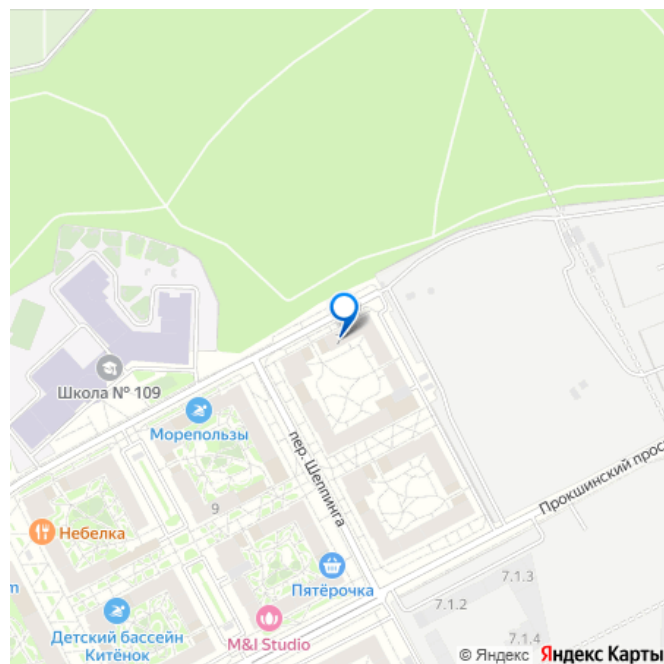 Школа № 109
Морепользы
пер. Шеппинга
Прокшинский прос
9
Небелка
Пятёрочка
7.1.3
m
7.1.2
Детский бассейн
Китёнок
M&I Studio
7.1.4
© Яндекс Яндекс Карты